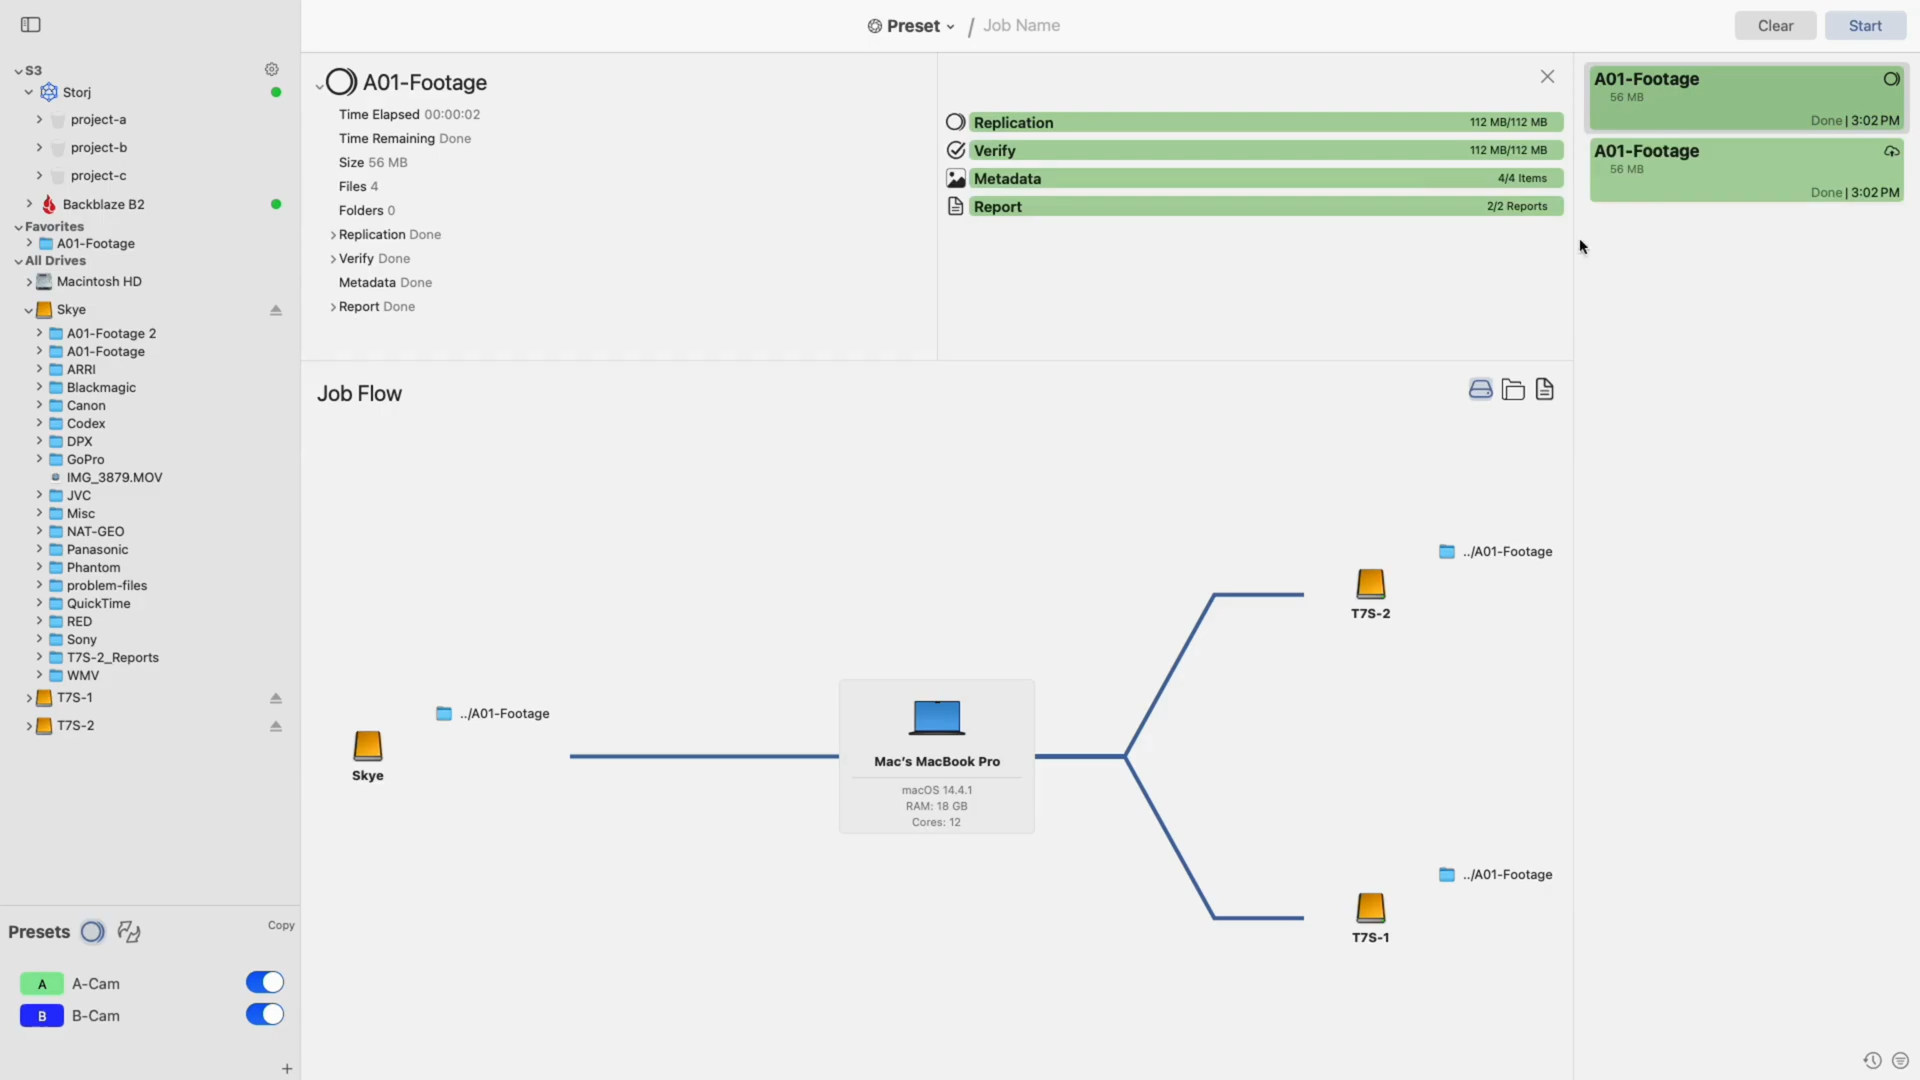 Preset / Job Name
Clear
Start
S3
Storj
project-a
project-b
project-c
Backblaze B2
Favorites
A01-Footage
All Drives
Macintosh HD
Skye
A01-Footage 2
A01-Footage
ARRI
Blackmagic
Canon
Codex
DPX
GoPro
IMG_3879.MOV
JVC
Misc
NAT-GEO
Panasonic
Phantom
problem-files
QuickTime
RED
Sony
T7S-2_Reports
WMV
T7S-1
T7S-2
Presets
Copy
A A-Cam
B B-Cam
A01-Footage
Time Elapsed 00:00:02
Time Remaining Done
Size 56 MB
Files 4
Folders 0
Replication Done
Verify Done
Metadata Done
Report Done
Replication 112 MB/112 MB
Verify 112 MB/112 MB
Metadata 4/4 Items
Report 2/2 Reports
A01-Footage
56 MB
Done | 3:02 PM
A01-Footage
56 MB
Done | 3:02 PM
Job Flow
../A01-Footage
Skye
Mac's MacBook Pro
macOS 14.4.1
RAM: 18 GB
Cores: 12
../A01-Footage
T7S-2
../A01-Footage
T7S-1